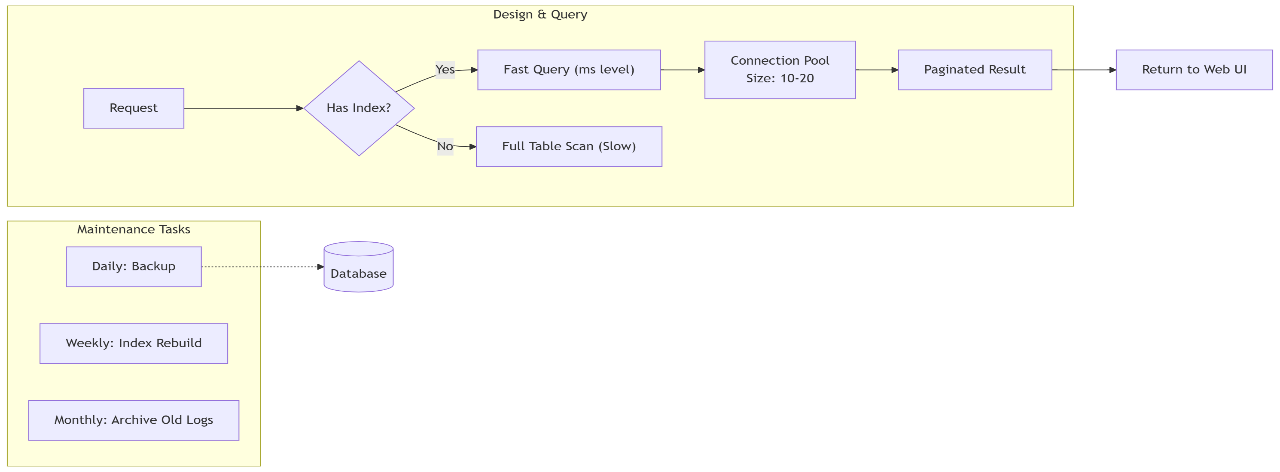 Design & Query
Request
Has Index?
Yes
No
Fast Query (ms level)
Full Table Scan (Slow)
Connection Pool
Size: 10-20
Paginated Result
Return to Web UI
Maintenance Tasks
Daily: Backup
Database
Weekly: Index Rebuild
Monthly: Archive Old Logs